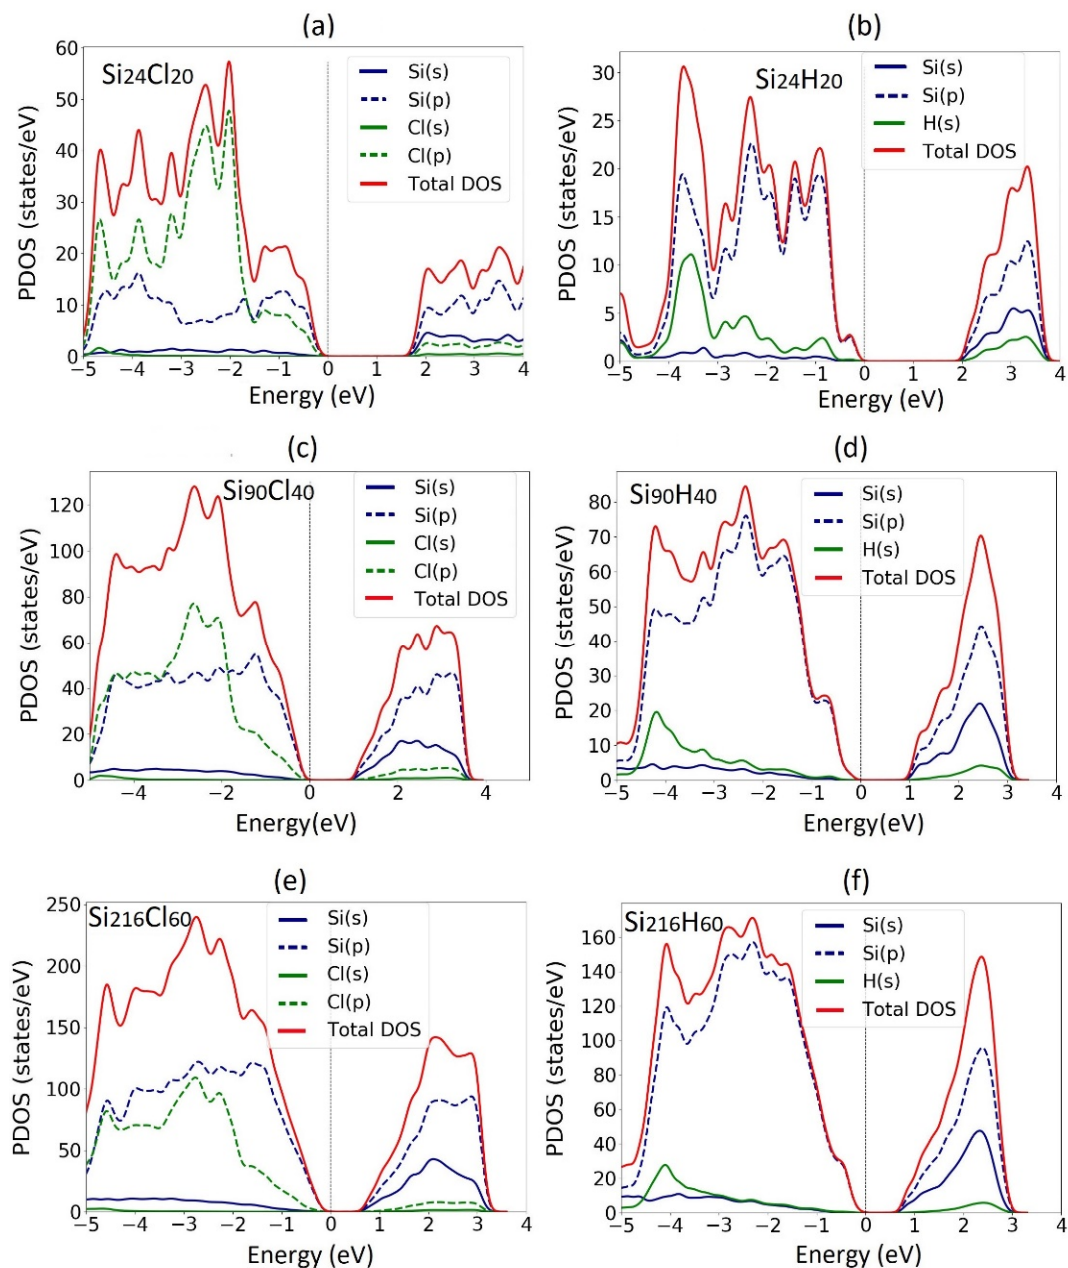 (a)
Si24Cl20
Si(s)
Si(p)
Cl(s)
Cl(p)
Total DOS
PDOS (states/eV)
60
50
40
30
20
10
0
−5 −4 −3 −2 −1 0 1 2 3 4
Energy (eV)
(b)
Si24H20
Si(s)
Si(p)
H(s)
Total DOS
PDOS (states/eV)
30
25
20
15
10
5
0
−5 −4 −3 −2 −1 0 1 2 3 4
Energy (eV)
(c)
Si90Cl40
Si(s)
Si(p)
Cl(s)
Cl(p)
Total DOS
PDOS (states/eV)
120
100
80
60
40
20
0
−4 −2 0 2 4
Energy(eV)
(d)
Si90H40
Si(s)
Si(p)
H(s)
Total DOS
PDOS (states/eV)
80
70
60
50
40
30
20
10
0
−5 −4 −3 −2 −1 0 1 2 3 4
Energy(eV)
(e)
Si216Cl60
Si(s)
Si(p)
Cl(s)
Cl(p)
Total DOS
PDOS (states/eV)
250
200
150
100
50
0
−5 −4 −3 −2 −1 0 1 2 3 4
Energy (eV)
(f)
Si216H60
Si(s)
Si(p)
H(s)
Total DOS
PDOS (states/eV)
160
140
120
100
80
60
40
20
0
−5 −4 −3 −2 −1 0 1 2 3 4
Energy (eV)